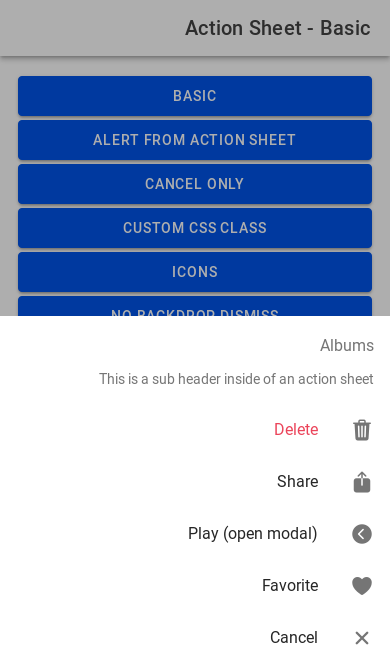 Action Sheet - Basic
BASIC
ALERT FROM ACTION SHEET
CANCEL ONLY
CUSTOM CSS CLASS
ICONS
NO BACKDROP DISMISS
Albums
This is a sub header inside of an action sheet
Delete
Share
Play (open modal)
Favorite
Cancel